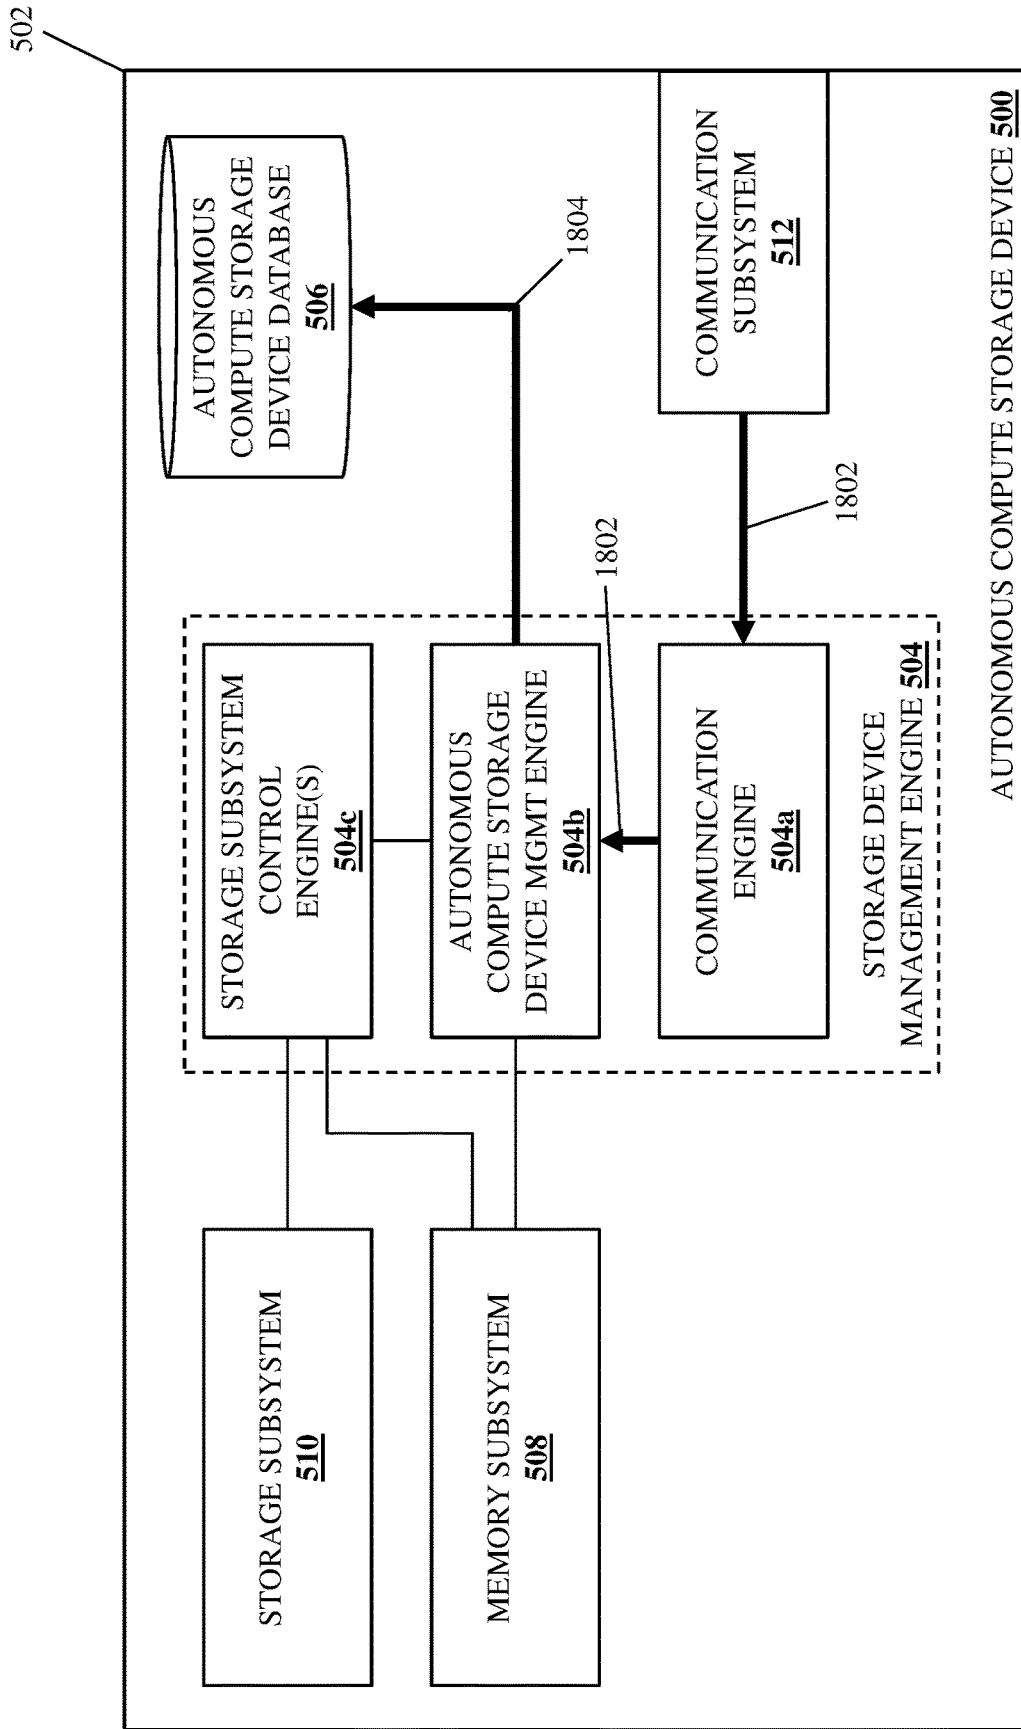 502
STORAGE SUBSYSTEM
510
STORAGE SUBSYSTEM
CONTROL
ENGINE(S)
504c
AUTONOMOUS
COMPUTE STORAGE
DEVICE DATABASE
506
MEMORY SUBSYSTEM
508
AUTONOMOUS
COMPUTE STORAGE
DEVICE MGMT ENGINE
504b
1804
1802
COMMUNICATION
ENGINE
504a
COMMUNICATION
SUBSYSTEM
512
1802
STORAGE DEVICE
MANAGEMENT ENGINE 504
AUTONOMOUS COMPUTE STORAGE DEVICE 500